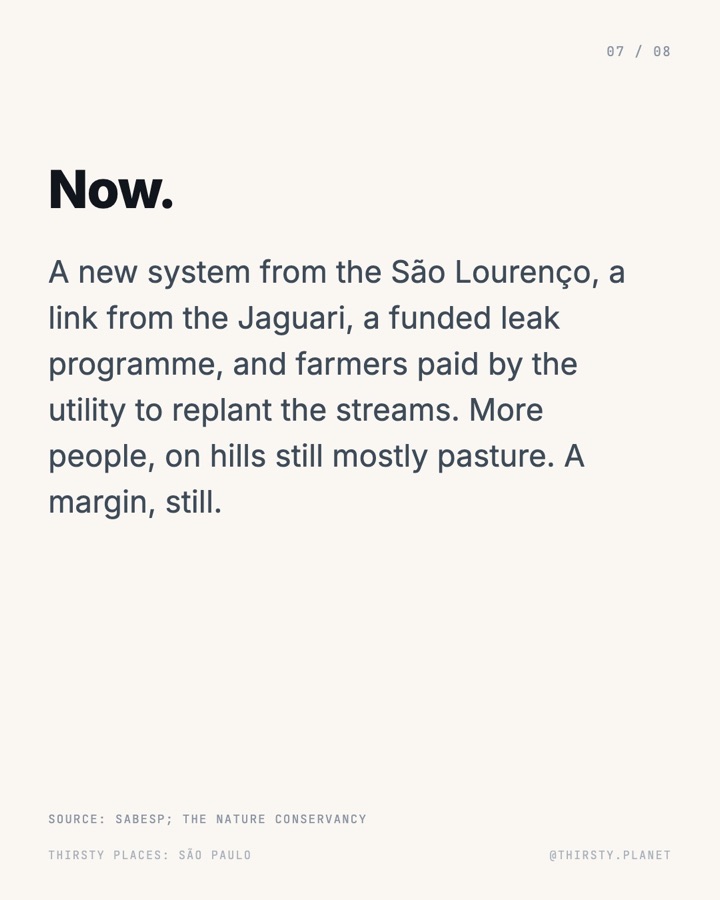 07 / 08
Now.
A new system from the São Lourenço, a
link from the Jaguari, a funded leak
programme, and farmers paid by the
utility to replant the streams. More
people, on hills still mostly pasture. A
margin, still.
SOURCE: SABESP; THE NATURE CONSERVANCY
THIRSTY PLACES: SÃO PAULO
@THIRSTY.PLANET